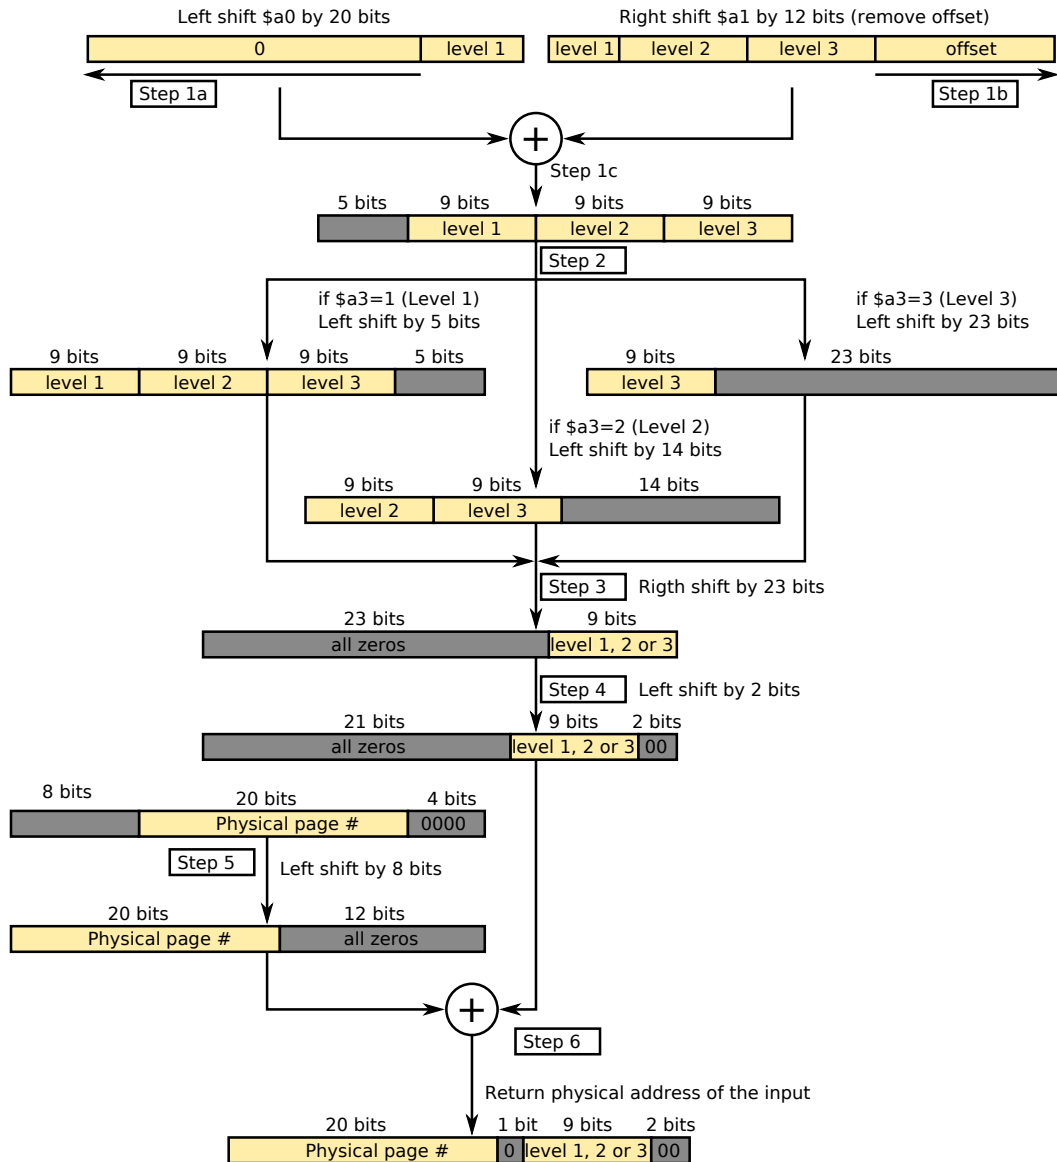 Left shift $a0 by 20 bits
Right shift $a1 by 12 bits (remove offset)
0
level 1
level 1
level 2
level 3
offset
Step 1a
Step 1b
+
Step 1c
5 bits
9 bits
9 bits
9 bits
level 1
level 2
level 3
Step 2
if $a3=1 (Level 1)
Left shift by 5 bits
if $a3=3 (Level 3)
Left shift by 23 bits
9 bits
9 bits
9 bits
5 bits
level 1
level 2
level 3
9 bits
23 bits
level 3
if $a3=2 (Level 2)
Left shift by 14 bits
9 bits
9 bits
14 bits
level 2
level 3
Step 3
Rigth shift by 23 bits
23 bits
9 bits
all zeros
level 1, 2 or 3
Step 4
Left shift by 2 bits
21 bits
9 bits
2 bits
all zeros
level 1, 2 or 3
00
8 bits
20 bits
4 bits
Physical page #
0000
Step 5
Left shift by 8 bits
20 bits
12 bits
Physical page #
all zeros
+
Step 6
Return physical address of the input
20 bits
1 bit
9 bits
2 bits
Physical page #
0
level 1, 2 or 3
00